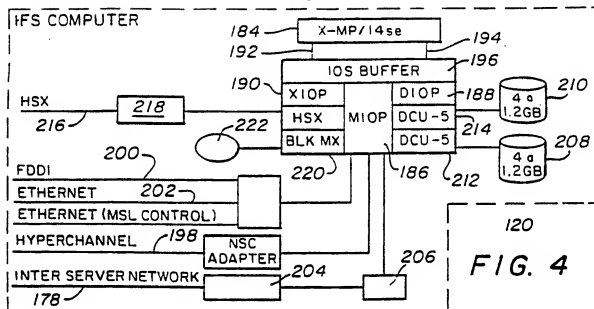 IFS COMPUTER
184
X-MP/14se
192
194
IOS BUFFER
196
190
XIOP
DIOP
188
4 a
1.2GB
210
HSX
216
218
HSX
MIOP
DCU-5
214
222
BLK MX
DCU-5
4 a
1.2GB
208
FDDI
200
220
186
212
ETHERNET
202
ETHERNET (MSL CONTROL)
HYPERCHANNEL
198
NSC
ADAPTER
INTER SERVER NETWORK
178
204
206
120
FIG. 4